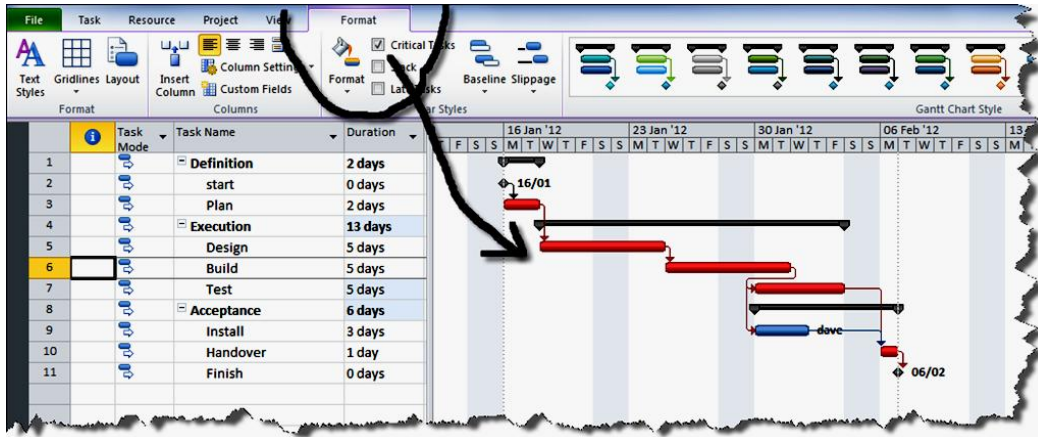 File Task Resource Project Format
Text Styles
Gridlines
Layout
Format
Insert Column
Column Settings
Custom Fields
Columns
Format
Critical Tasks
Baseline
Slippage
Gantt Chart Style
Task Mode Task Name Duration
16 Jan '12 23 Jan '12 30 Jan '12 06 Feb '12
F S S M T W T F S S M T W T F S S M T W T F S S M T W T F S S M
1 Definition 2 days
2 start 0 days 16/01
3 Plan 2 days
4 Execution 13 days
5 Design 5 days
6 Build 5 days
7 Test 5 days
8 Acceptance 6 days
9 Install 3 days dave
10 Handover 1 day
11 Finish 0 days 06/02